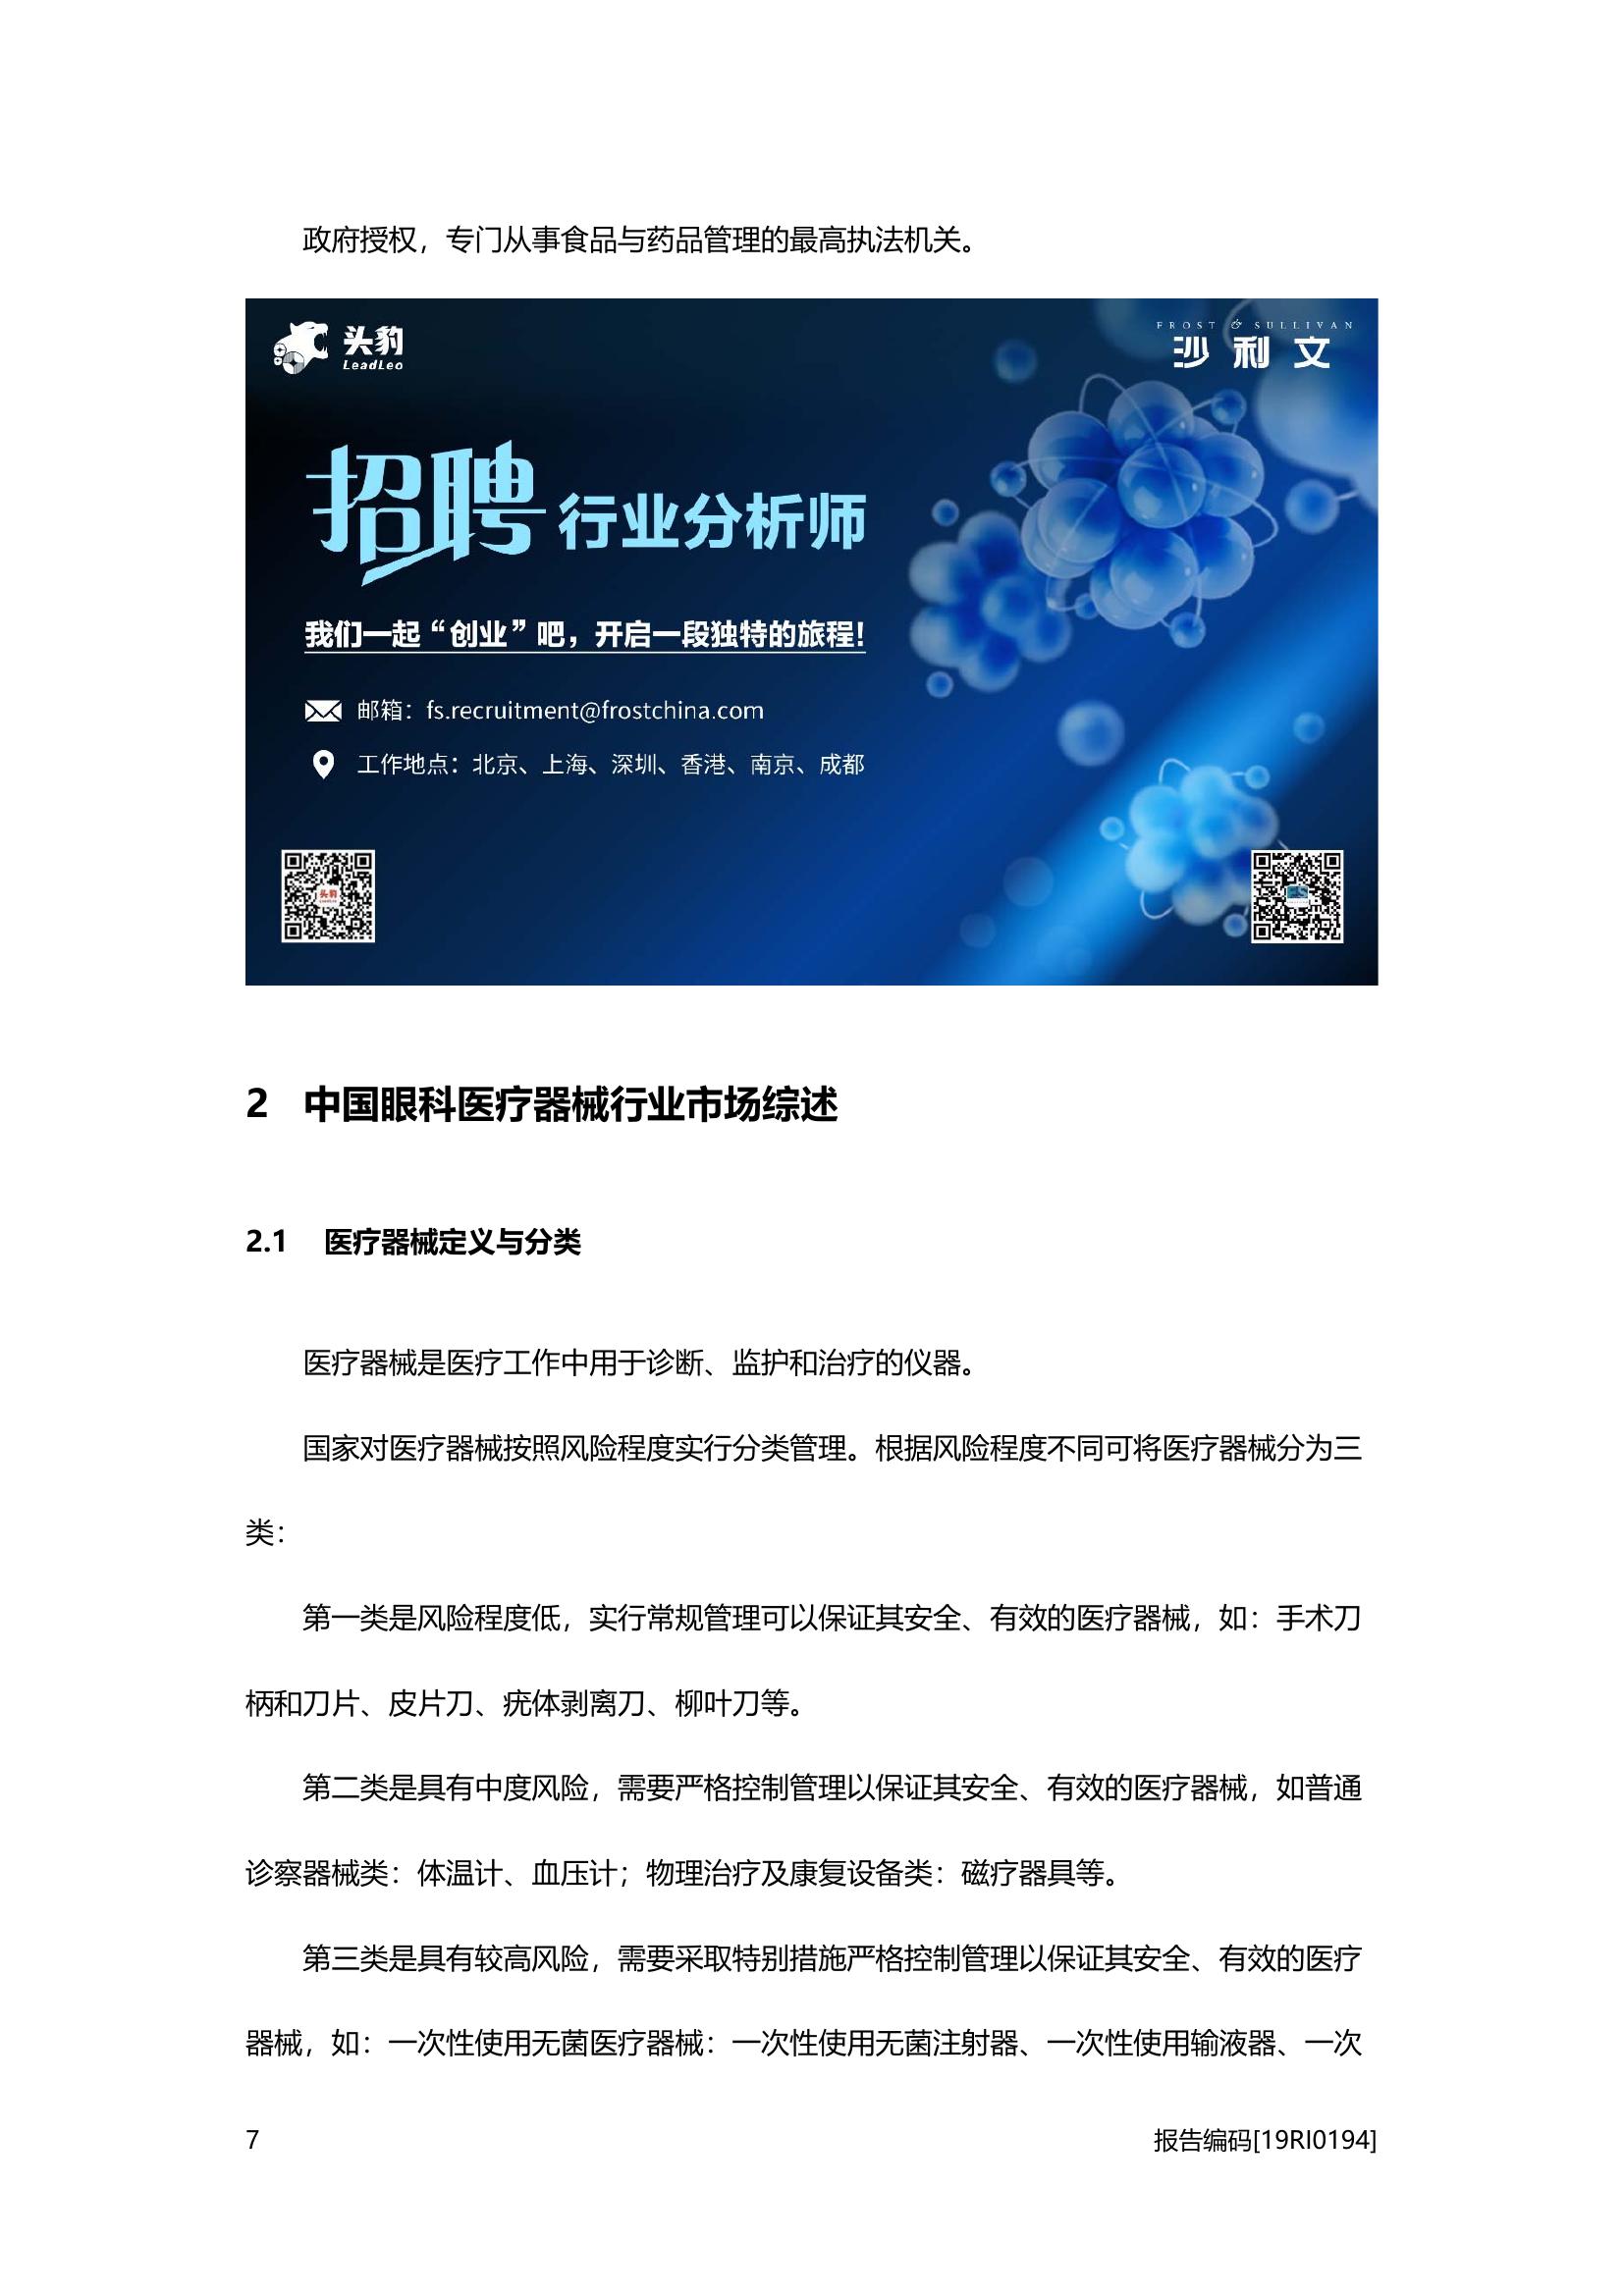 政府授权，专门从事食品与药品管理的最高执法机关。
头豹
LeadLeo
FROST & SULLIVAN
沙利文
招聘行业分析师
我们一起“创业”吧，开启一段独特的旅程！
邮箱：fs.recruitment@frostchina.com
工作地点：北京、上海、深圳、香港、南京、成都
头豹
LeadLeo
FS
2 中国眼科医疗器械行业市场综述
2.1 医疗器械定义与分类
医疗器械是医疗工作中用于诊断、监护和治疗的仪器。
国家对医疗器械按照风险程度实行分类管理。根据风险程度不同可将医疗器械分为三
类：
第一类是风险程度低，实行常规管理可以保证其安全、有效的医疗器械，如：手术刀
柄和刀片、皮片刀、疣体剥离刀、柳叶刀等。
第二类是具有中度风险，需要严格控制管理以保证其安全、有效的医疗器械，如普通
诊察器械类：体温计、血压计；物理治疗及康复设备类：磁疗器具等。
第三类是具有较高风险，需要采取特别措施严格控制管理以保证其安全、有效的医疗
器械，如：一次性使用无菌医疗器械：一次性使用无菌注射器、一次性使用输液器、一次
7
报告编码[19RI0194]